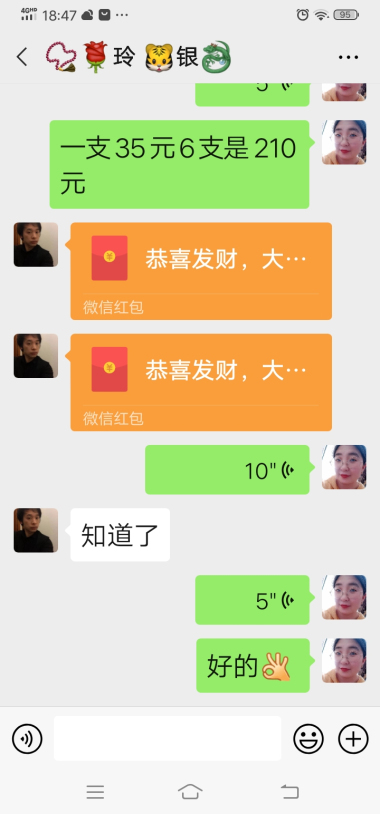 4GHD 18:47 95
玲 银
5"
一支35元6支是210
元
恭喜发财，大…
微信红包
恭喜发财，大…
微信红包
10"
知道了
5"
好的